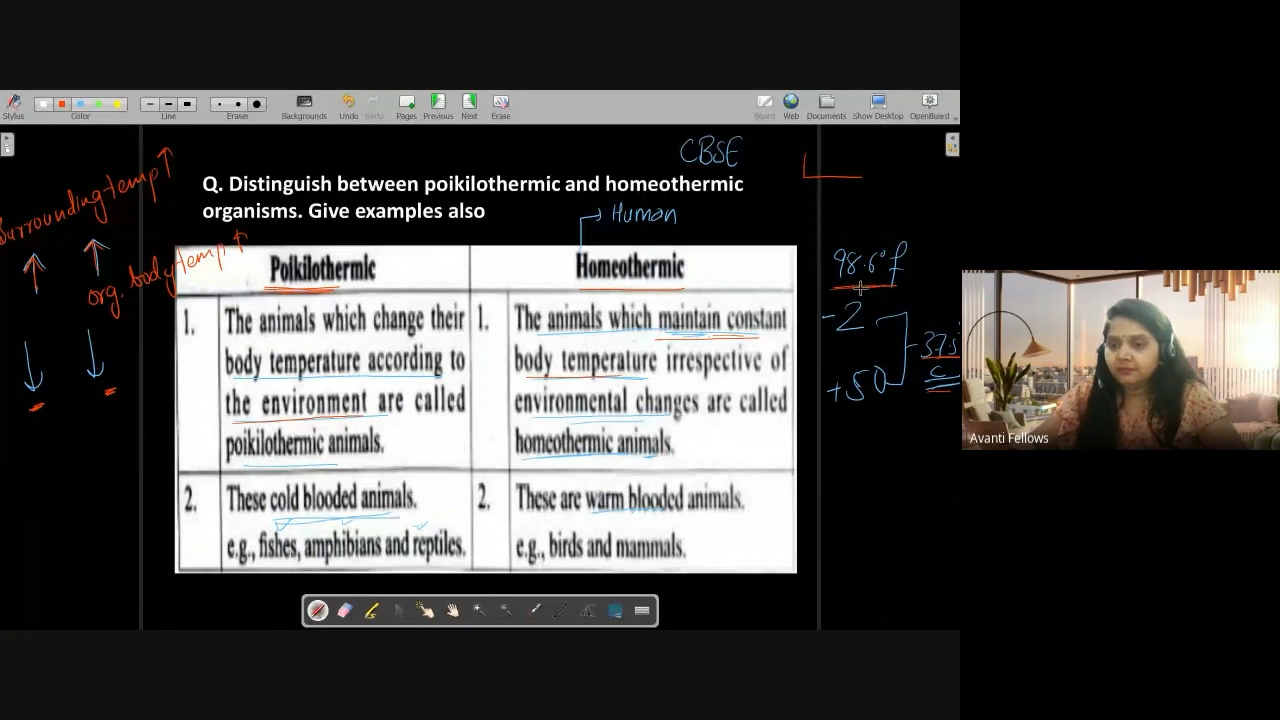 Stylus
Color
Line
Eraser
Backgrounds
Undo
Redo
Pages
Previous
Next
Erase
Board
Web
Documents
Show Desktop
OpenBoard
CBSE
Q. Distinguish between poikilothermic and homeothermic
organisms. Give examples also
Human
Surrounding temp ↑
org. body temp ↑
Poikilothermic
Homeothermic
1. The animals which change their
body temperature according to
the environment are called
poikilothermic animals.
1. The animals which maintain constant
body temperature irrespective of
environmental changes are called
homeothermic animals.
2. These cold blooded animals.
e.g., fishes, amphibians and reptiles.
2. These are warm blooded animals.
e.g., birds and mammals.
98.6°f
-2
+50
Avanti Fellows